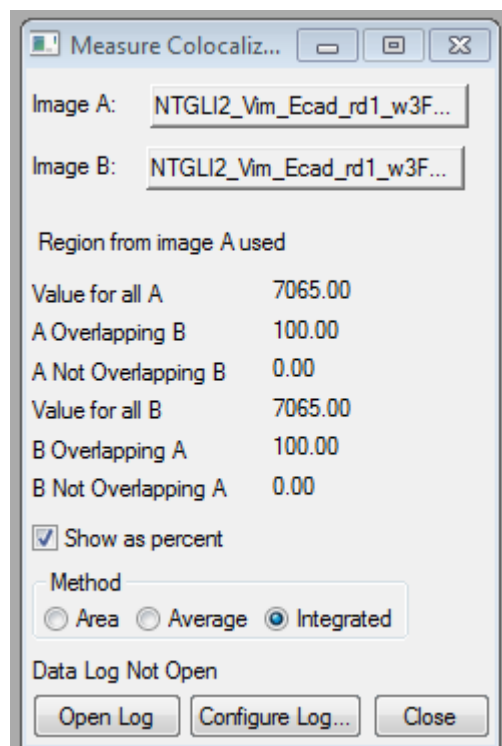 Measure Colocaliz...
Image A: NTGLI2_Vim_Ecad_rd1_w3F...
Image B: NTGLI2_Vim_Ecad_rd1_w3F...
Region from image A used
Value for all A 7065.00
A Overlapping B 100.00
A Not Overlapping B 0.00
Value for all B 7065.00
B Overlapping A 100.00
B Not Overlapping A 0.00
Show as percent
Method
Area Average Integrated
Data Log Not Open
Open Log Configure Log... Close